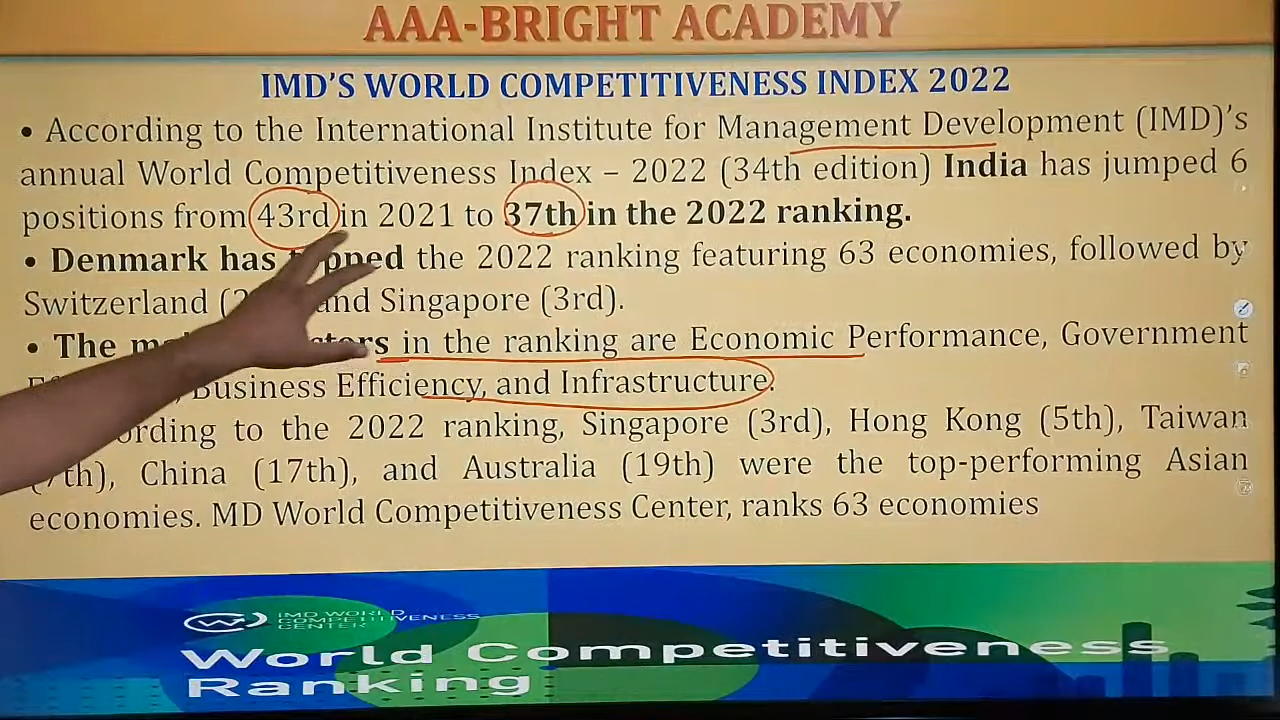 AAA-BRIGHT ACADEMY
IMD'S WORLD COMPETITIVENESS INDEX 2022
• According to the International Institute for Management Development (IMD)'s
annual World Competitiveness Index – 2022 (34th edition) India has jumped 6
positions from 43rd in 2021 to 37th in the 2022 ranking.
• Denmark has topped the 2022 ranking featuring 63 economies, followed by
Switzerland and Singapore (3rd).
• The in the ranking are Economic Performance, Government
Business Efficiency, and Infrastructure.
to the 2022 ranking, Singapore (3rd), Hong Kong (5th), Taiwan
(7th), China (17th), and Australia (19th) were the top-performing Asian
economies. MD World Competitiveness Center, ranks 63 economies
IMD WORLD
COMPETITIVENESS
CENTER
World Competitiveness
Ranking